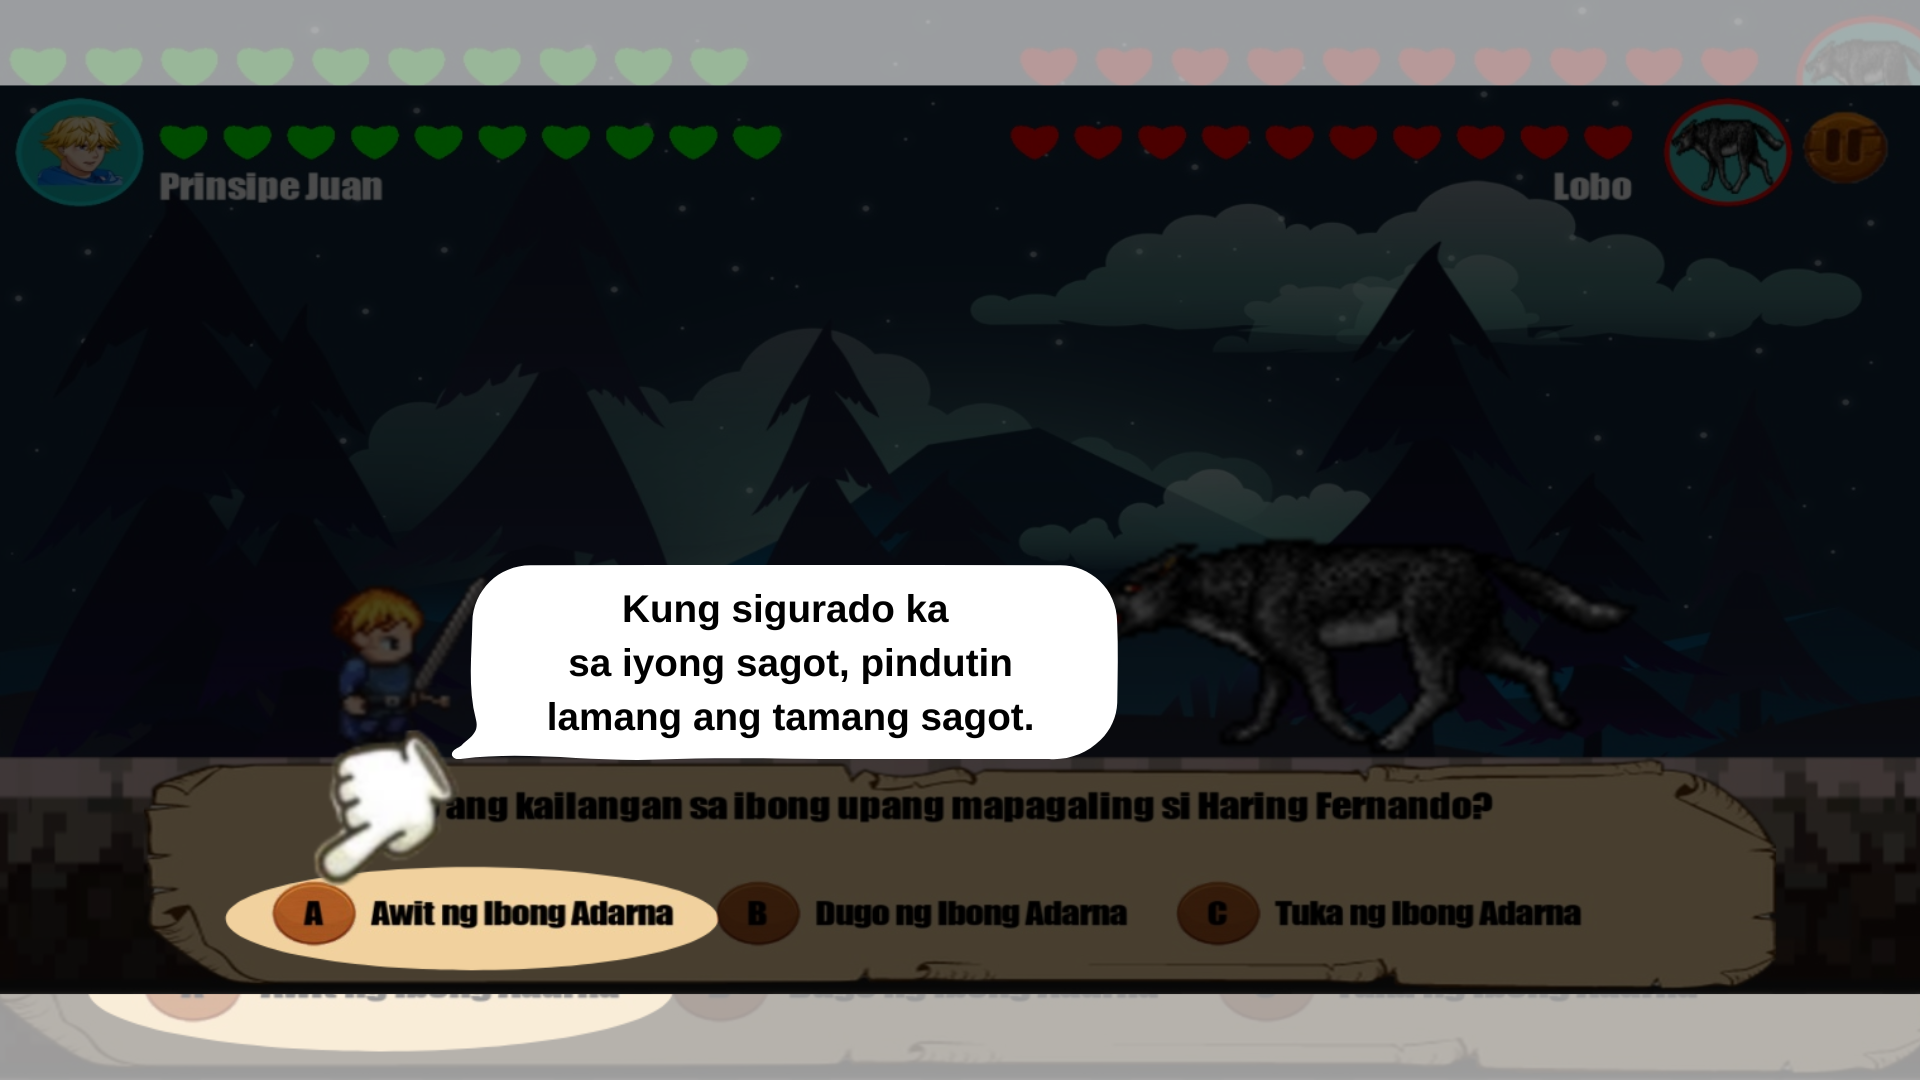 Prinsipe Juan
Lobo
Kung sigurado ka
sa iyong sagot, pindutin
lamang ang tamang sagot.
ang kailangan sa ibong upang mapagaling si Haring Fernando?
A Awit ng Ibong Adarna
B Dugo ng Ibong Adarna
C Tuka ng Ibong Adarna